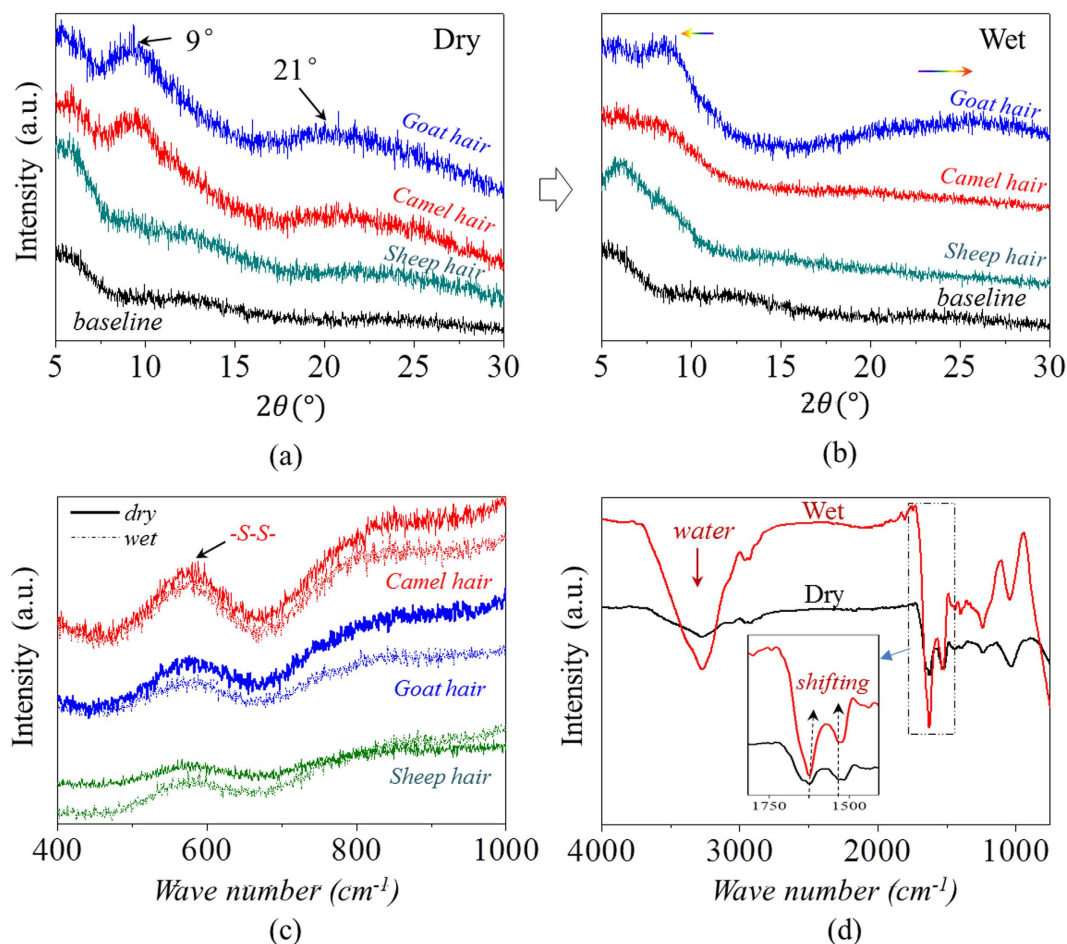 Dry
9°
21°
Goat hair
Camel hair
Sheep hair
baseline
Intensity (a.u.)
5 10 15 20 25 30
2θ (°)
(a)
Wet
Goat hair
Camel hair
Sheep hair
baseline
Intensity (a.u.)
5 10 15 20 25 30
2θ (°)
(b)
dry
wet
-S-S-
Camel hair
Goat hair
Sheep hair
Intensity (a.u.)
400 600 800 1000
Wave number (cm-1)
(c)
Wet
water
Dry
shifting
1750 1500
Intensity (a.u.)
4000 3000 2000 1000
Wave number (cm-1)
(d)